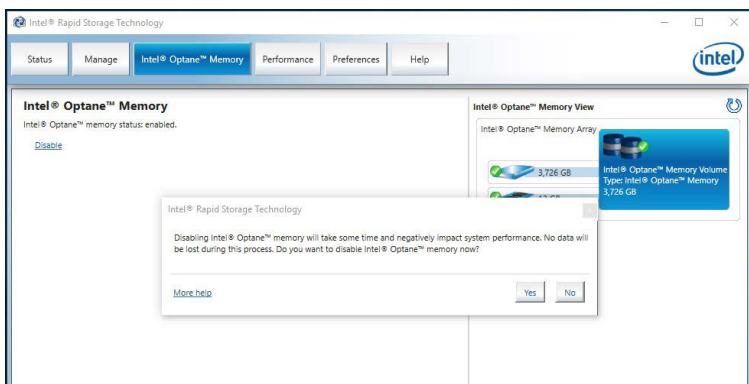 Intel® Rapid Storage Technology
Status
Manage
Intel® Optane™ Memory
Performance
Preferences
Help
intel
Intel® Optane™ Memory
Intel® Optane™ memory status: enabled.
Disable
Intel® Optane™ Memory View
Intel® Optane™ Memory Array
3,726 GB
Intel® Optane™ Memory Volume
Type: Intel® Optane™ Memory
3,726 GB
Intel® Rapid Storage Technology
Disabling Intel® Optane™ memory will take some time and negatively impact system performance. No data will
be lost during this process. Do you want to disable Intel® Optane™ memory now?
More help
Yes
No